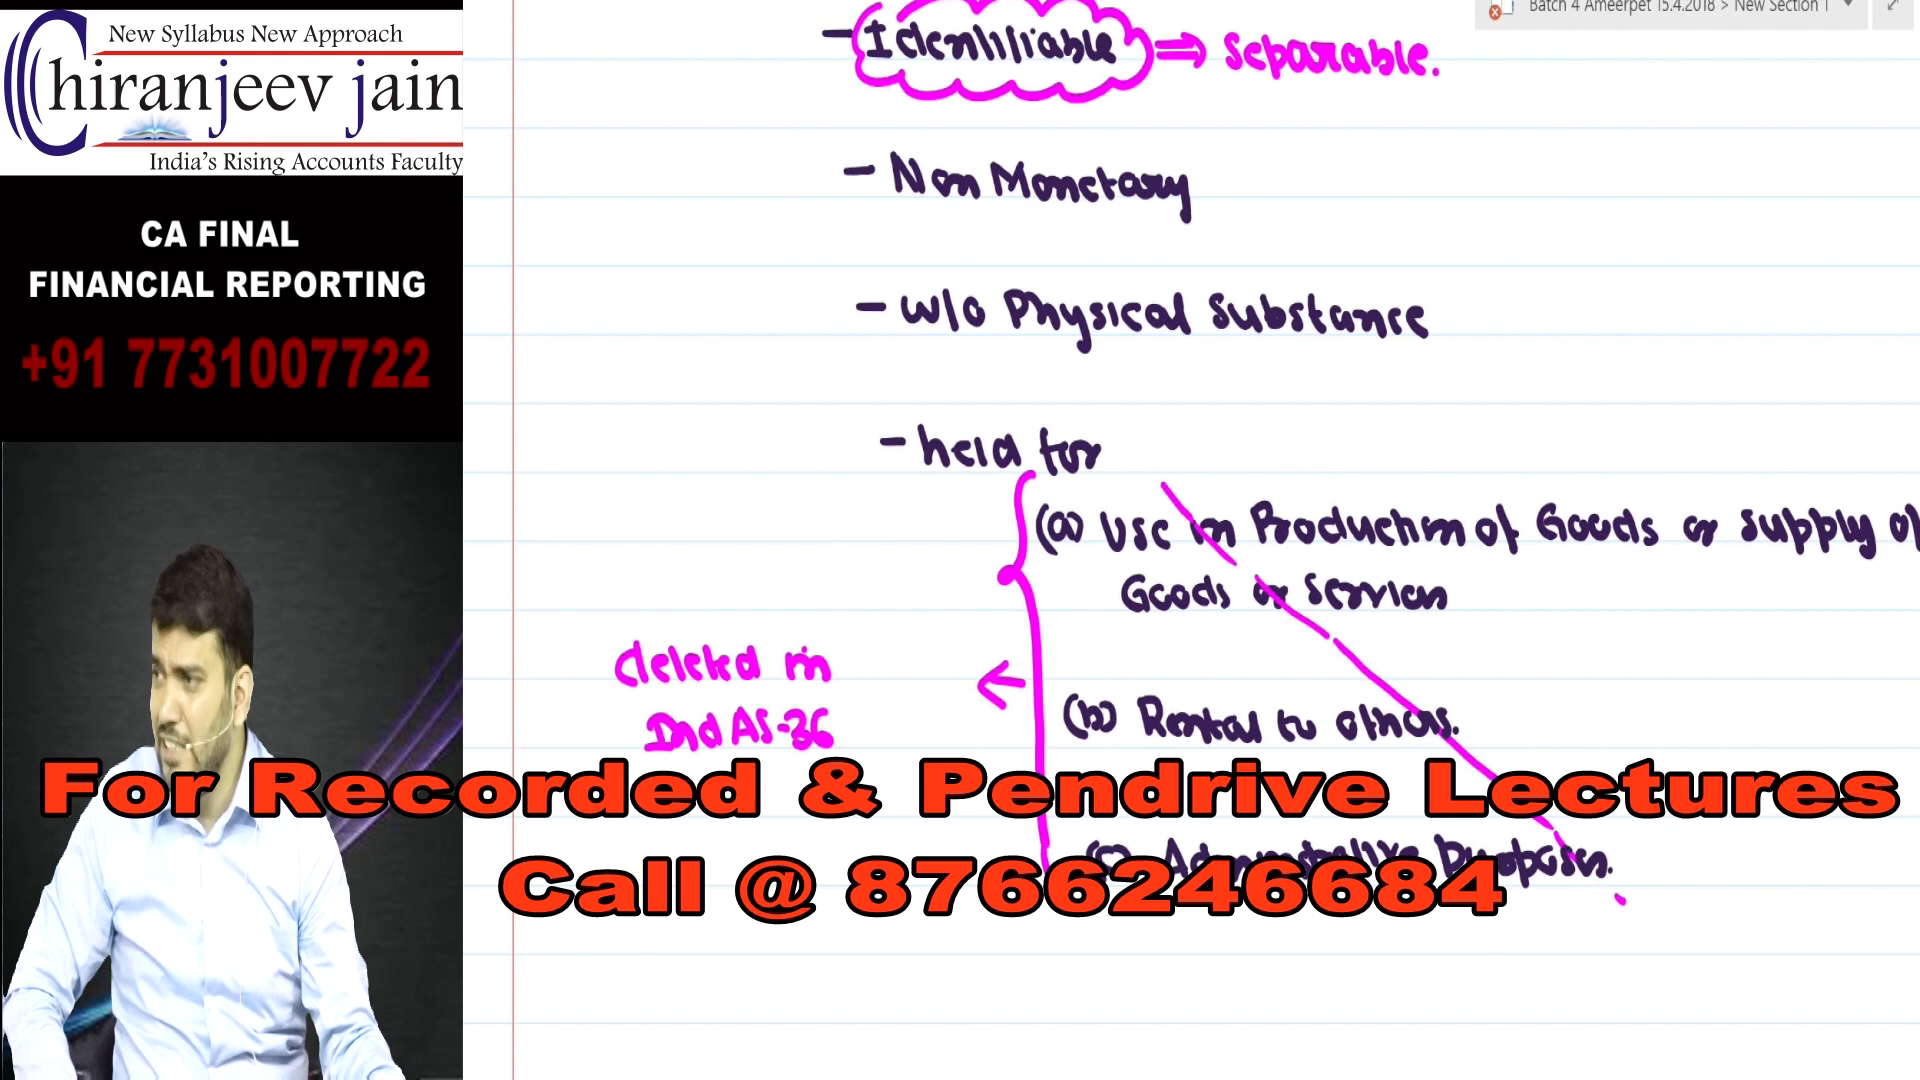 New Syllabus New Approach
Chiranjeev jain
India's Rising Accounts Faculty
CA FINAL
FINANCIAL REPORTING
+91 7731007722
Batch 4 Ameerpet 15.4.2018 > New Section 1
- Identifiable ⇒ Separable.
- Non Monetary
- w/o Physical Substance
- held for
(a) Use in Production of Goods or Supply of
Goods or Services
deleted in
Ind AS-36
(b) Rental to others.
(c) Administrative Purposes.
For Recorded & Pendrive Lectures
Call @ 8766246684